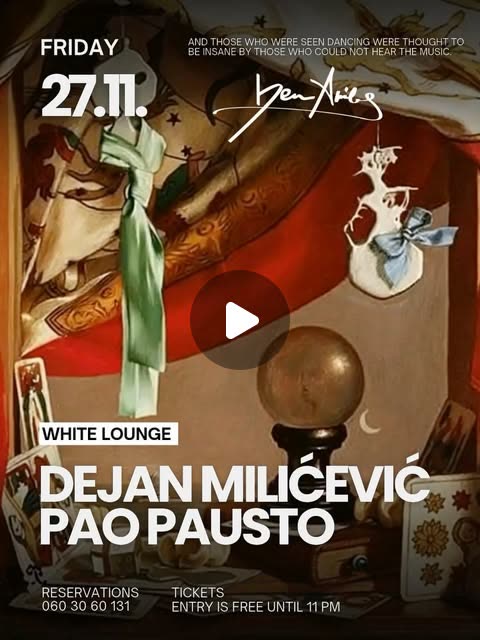 FRIDAY
27.11.
AND THOSE WHO WERE SEEN DANCING WERE THOUGHT TO
BE INSANE BY THOSE WHO COULD NOT HEAR THE MUSIC.
WHITE LOUNGE
DEJAN MILIĆEVIĆ
PAO PAUSTO
RESERVATIONS
060 30 60 131
TICKETS
ENTRY IS FREE UNTIL 11 PM